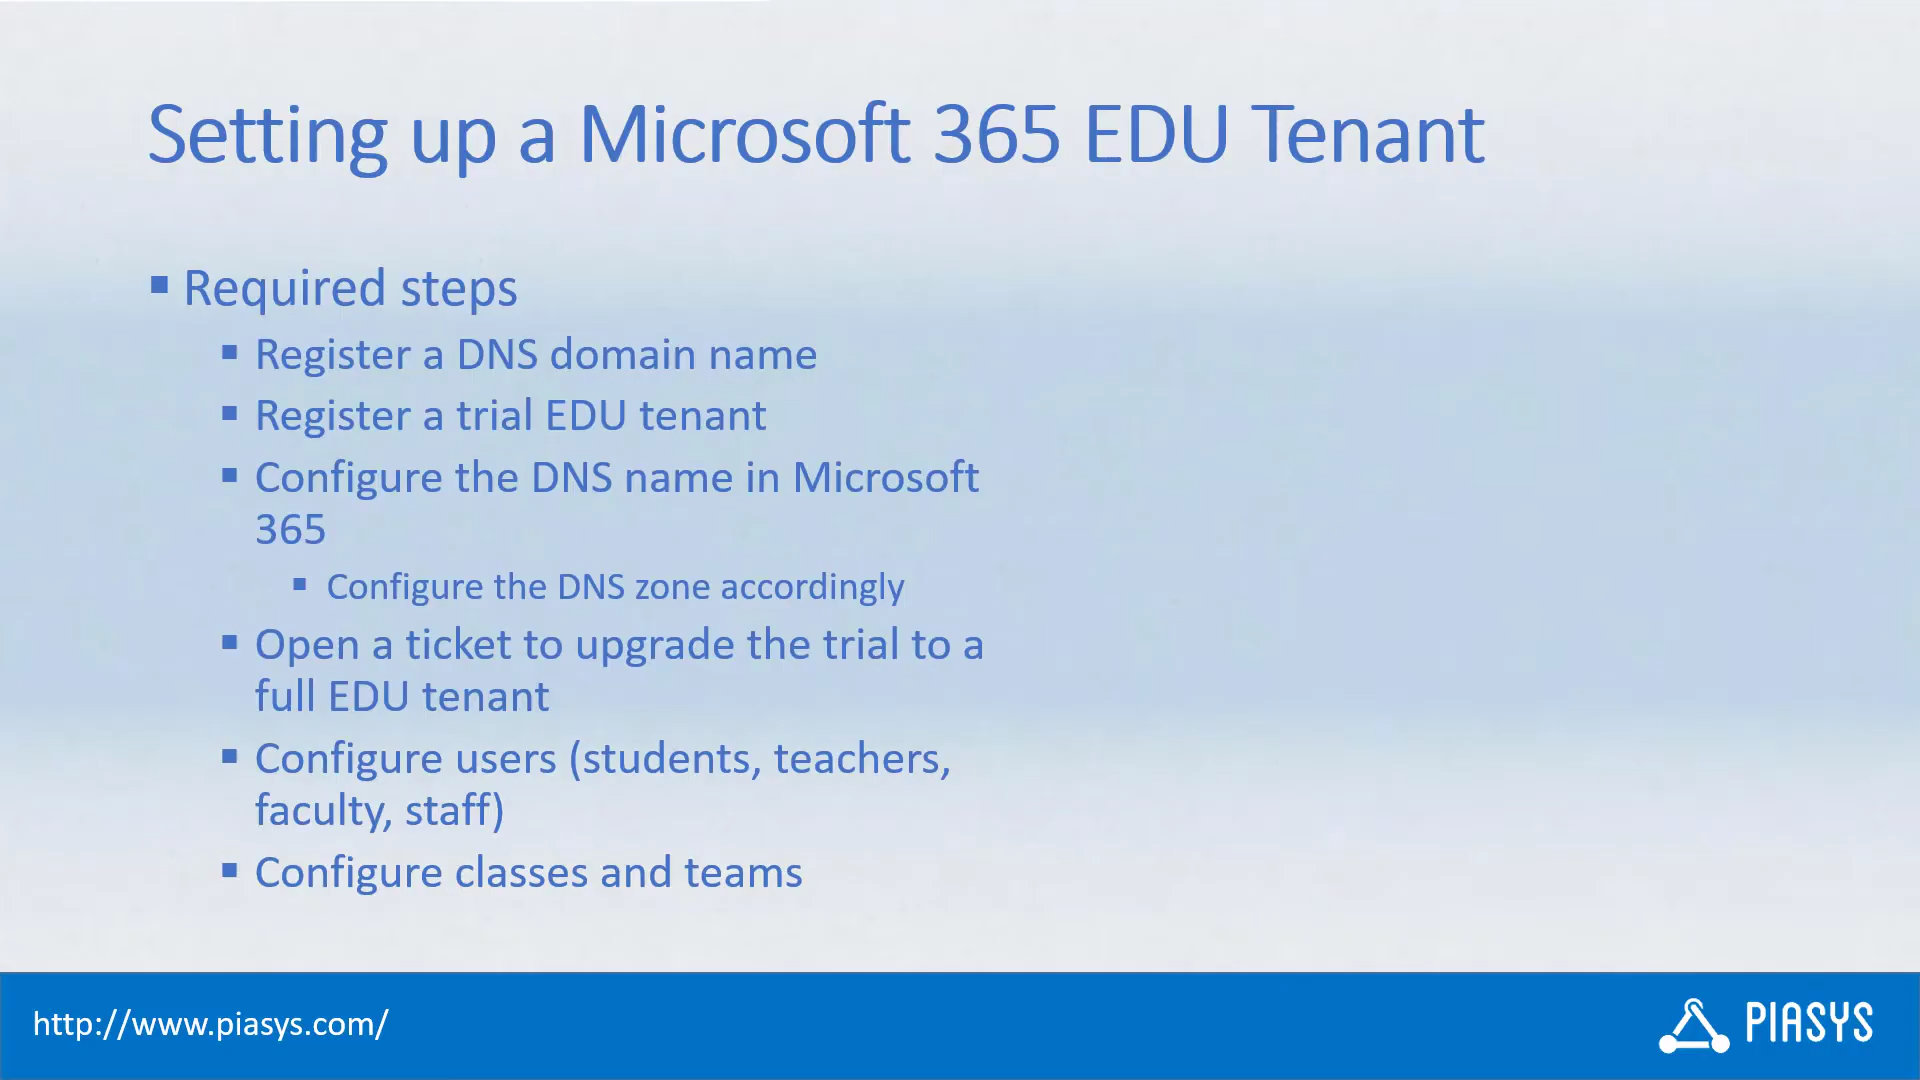 Setting up a Microsoft 365 EDU Tenant
Required steps
Register a DNS domain name
Register a trial EDU tenant
Configure the DNS name in Microsoft
365
Configure the DNS zone accordingly
Open a ticket to upgrade the trial to a
full EDU tenant
Configure users (students, teachers,
faculty, staff)
Configure classes and teams
http://www.piasys.com/
PIASYS